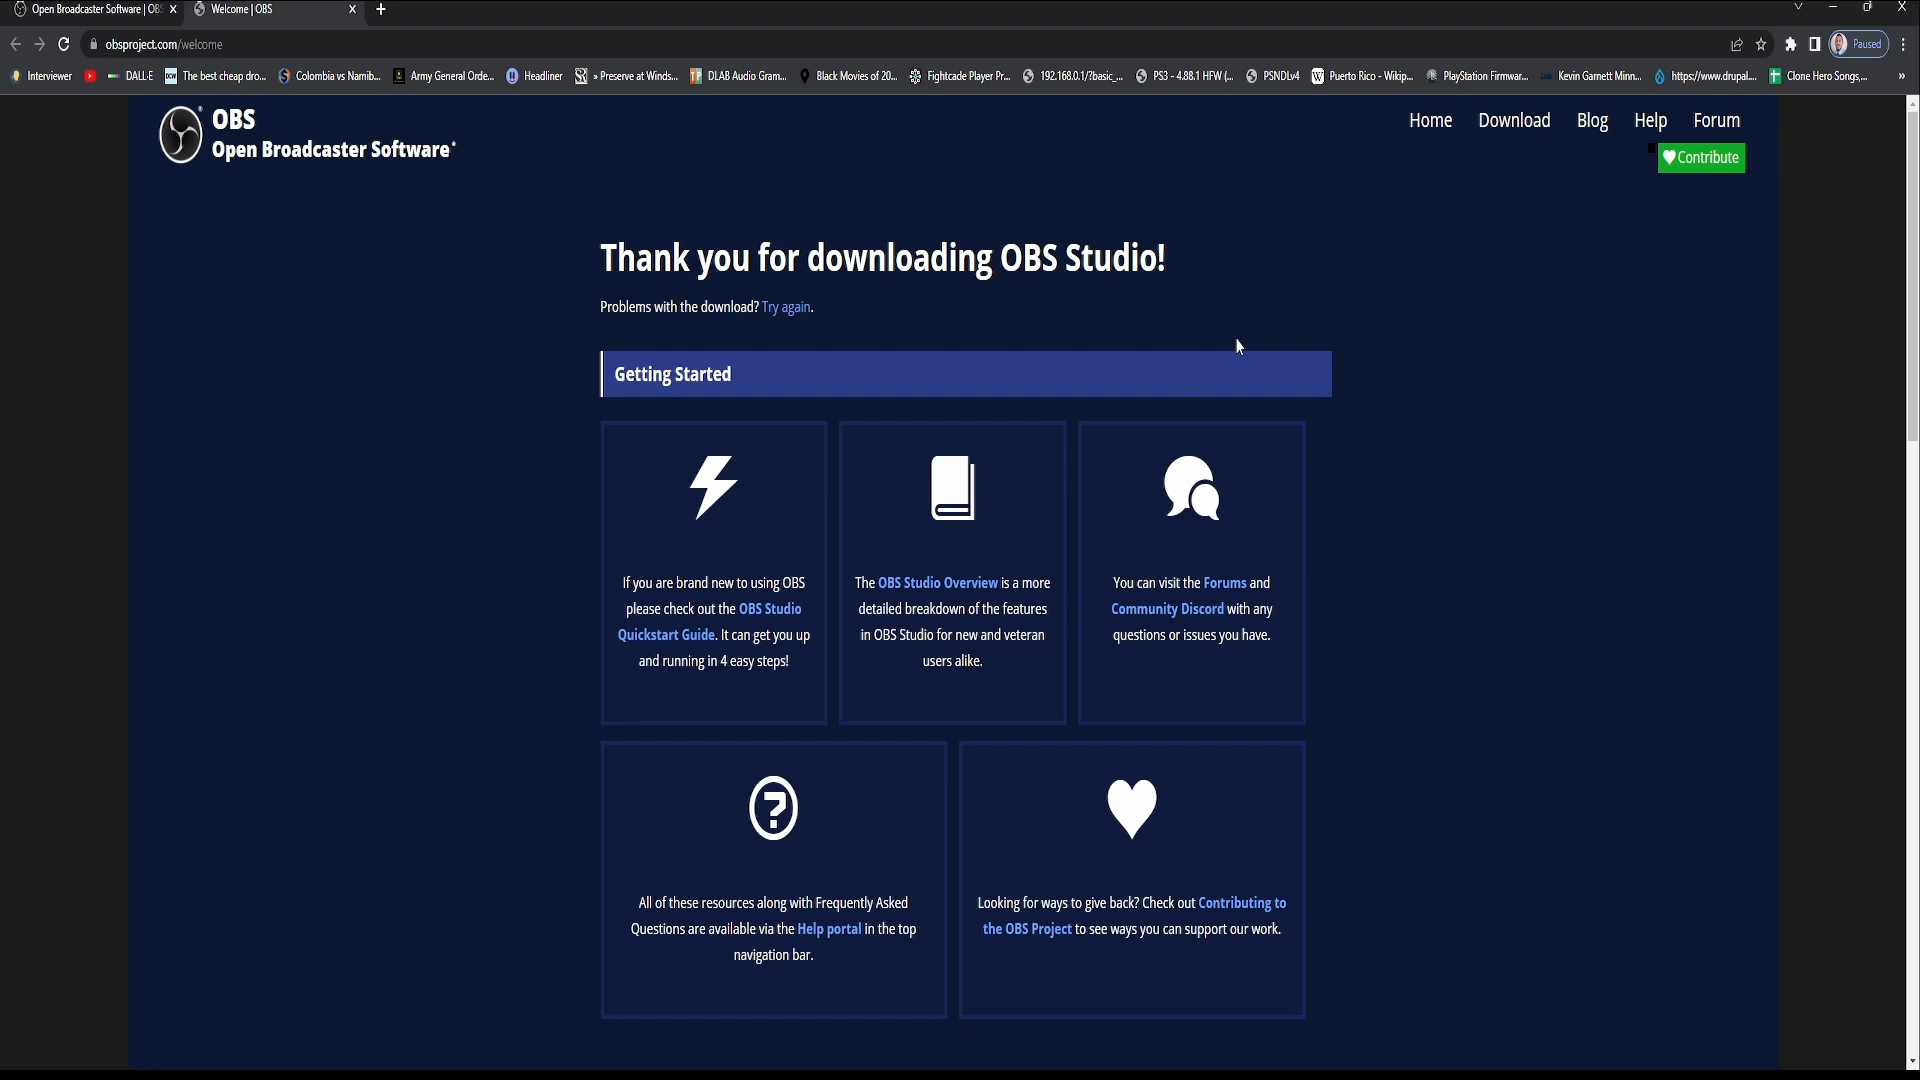 Open Broadcaster Software | OBS
Welcome | OBS
obsproject.com/welcome
Paused
Interviewer
DALL·E
The best cheap dro...
Colombia vs Namib...
Army General Orde...
Headliner
» Preserve at Winds...
DLAB Audio Gram...
Black Movies of 20...
Fightcade Player Pr...
192.168.0.1/?basic_...
PS3 - 4.88.1 HFW (...
PSNDLv4
Puerto Rico - Wikip...
PlayStation Firmwar...
Kevin Garnett Minn...
https://www.drupal....
Clone Hero Songs,...
»
OBS
Open Broadcaster Software®
Home
Download
Blog
Help
Forum
Contribute
Thank you for downloading OBS Studio!
Problems with the download? Try again.
Getting Started
If you are brand new to using OBS
please check out the OBS Studio
Quickstart Guide. It can get you up
and running in 4 easy steps!
The OBS Studio Overview is a more
detailed breakdown of the features
in OBS Studio for new and veteran
users alike.
You can visit the Forums and
Community Discord with any
questions or issues you have.
All of these resources along with Frequently Asked
Questions are available via the Help portal in the top
navigation bar.
Looking for ways to give back? Check out Contributing to
the OBS Project to see ways you can support our work.